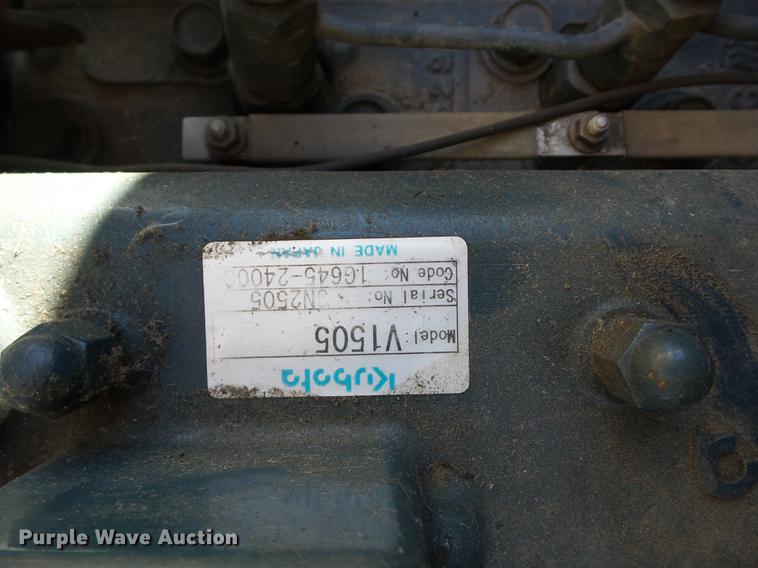 Kubota
Model: V1505
Serial No: 3N2505
Code No: 1G645-24000
MADE IN JAPAN
Purple Wave Auction